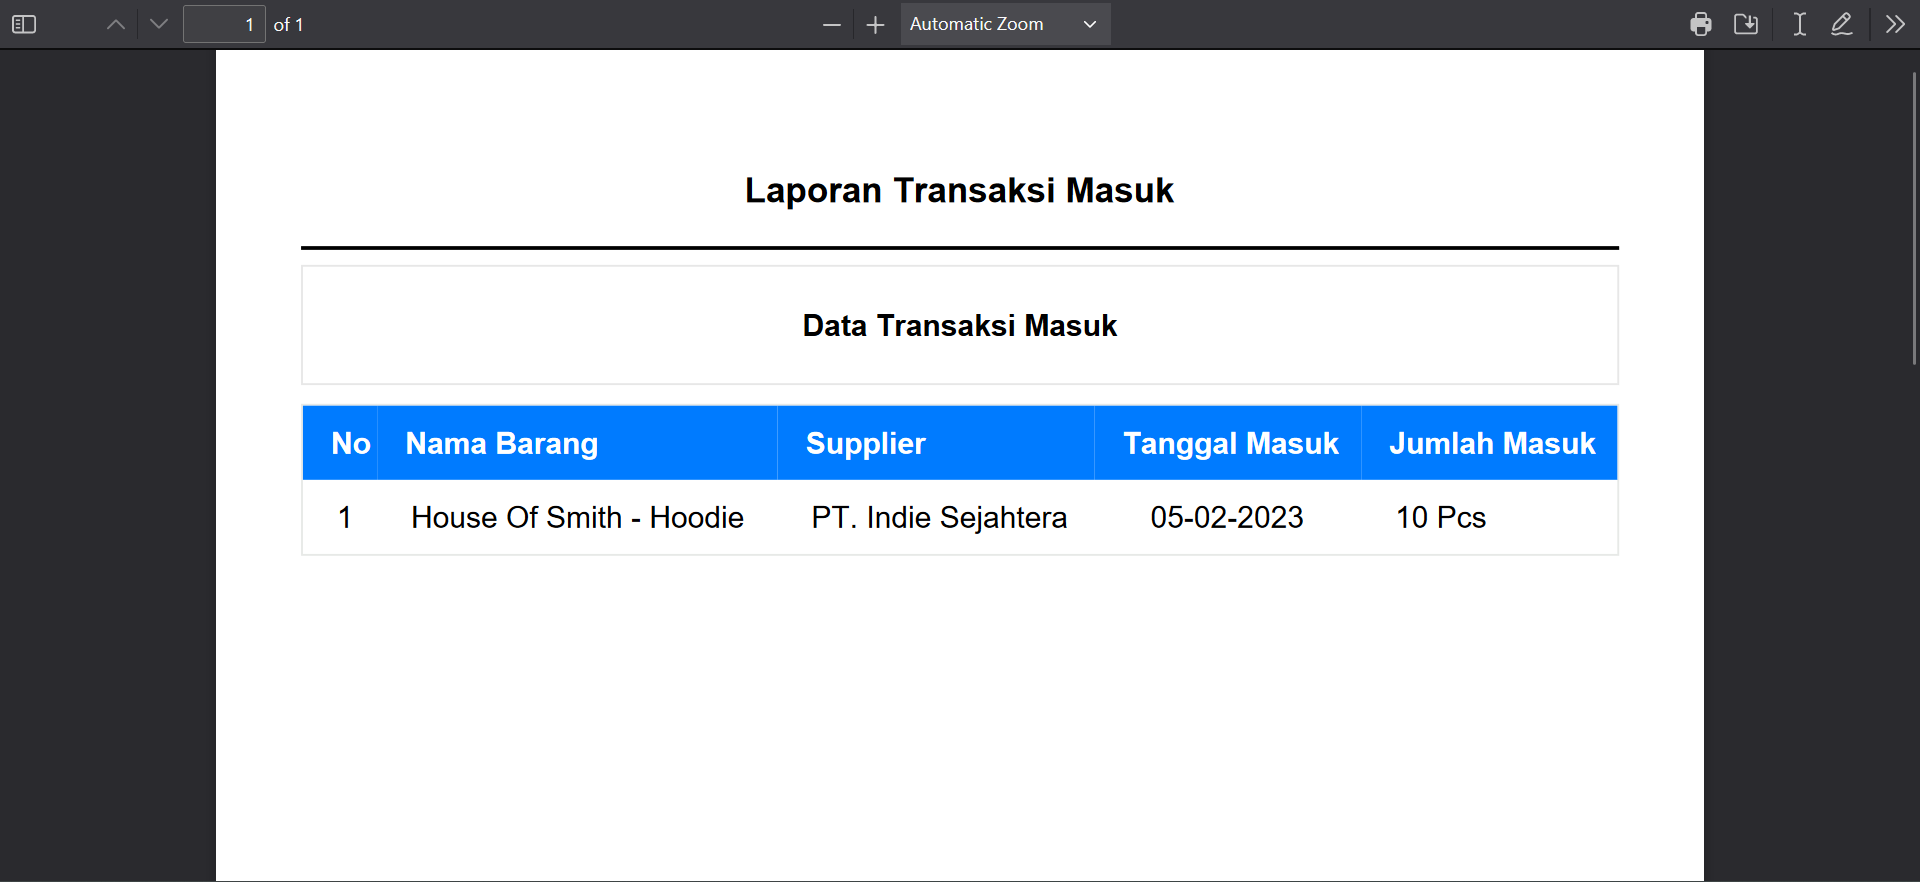 1 of 1 Automatic Zoom
Laporan Transaksi Masuk
Data Transaksi Masuk
No Nama Barang Supplier Tanggal Masuk Jumlah Masuk
1 House Of Smith - Hoodie PT. Indie Sejahtera 05-02-2023 10 Pcs